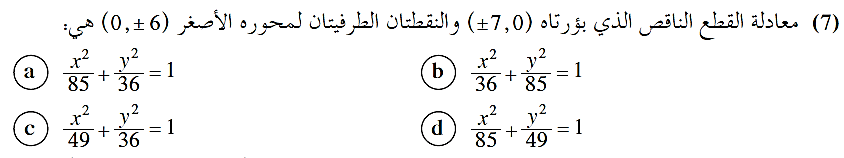 (7) معادلة القطع الناقص الذي بؤرتاه (±7,0) والنقطتان الطرفيتان لمحوره الأصغر (0,±6) هي:
a x²/85 + y²/36 = 1 b x²/36 + y²/85 = 1
c x²/49 + y²/36 = 1 d x²/85 + y²/49 = 1